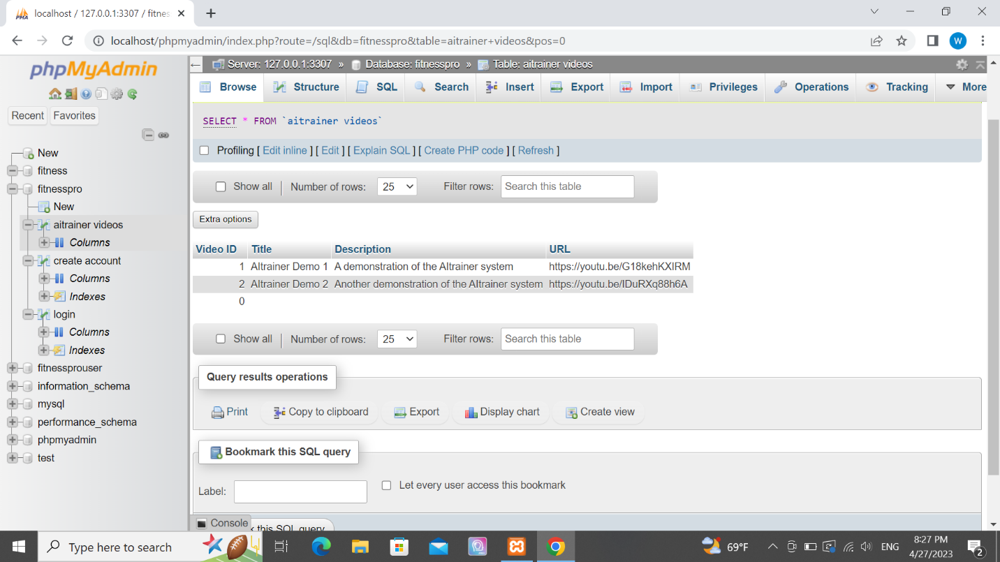 localhost / 127.0.0.1:3307 / fitnes
localhost/phpmyadmin/index.php?route=/sql&db=fitnesspro&table=aitrainer+videos&pos=0
W
phpMyAdmin
Recent Favorites
New
fitness
fitnesspro
New
aitrainer videos
Columns
create account
Columns
Indexes
login
Columns
Indexes
fitnessprouser
information_schema
mysql
performance_schema
phpmyadmin
test
Server: 127.0.0.1:3307 » Database: fitnesspro » Table: aitrainer videos
Browse Structure SQL Search Insert Export Import Privileges Operations Tracking More
SELECT * FROM `aitrainer videos`
Profiling [ Edit inline ] [ Edit ] [ Explain SQL ] [ Create PHP code ] [ Refresh ]
Show all | Number of rows: 25 Filter rows: Search this table
Extra options
Video ID Title Description URL
1 AItrainer Demo 1 A demonstration of the AItrainer system https://youtu.be/G18kehKXIRM
2 AItrainer Demo 2 Another demonstration of the AItrainer system https://youtu.be/IDuRXq88h6A
0
Show all | Number of rows: 25 Filter rows: Search this table
Query results operations
Print Copy to clipboard Export Display chart Create view
Bookmark this SQL query
Label: Let every user access this bookmark
Console this SQL query
Type here to search
69°F
ENG
8:27 PM
4/27/2023
2